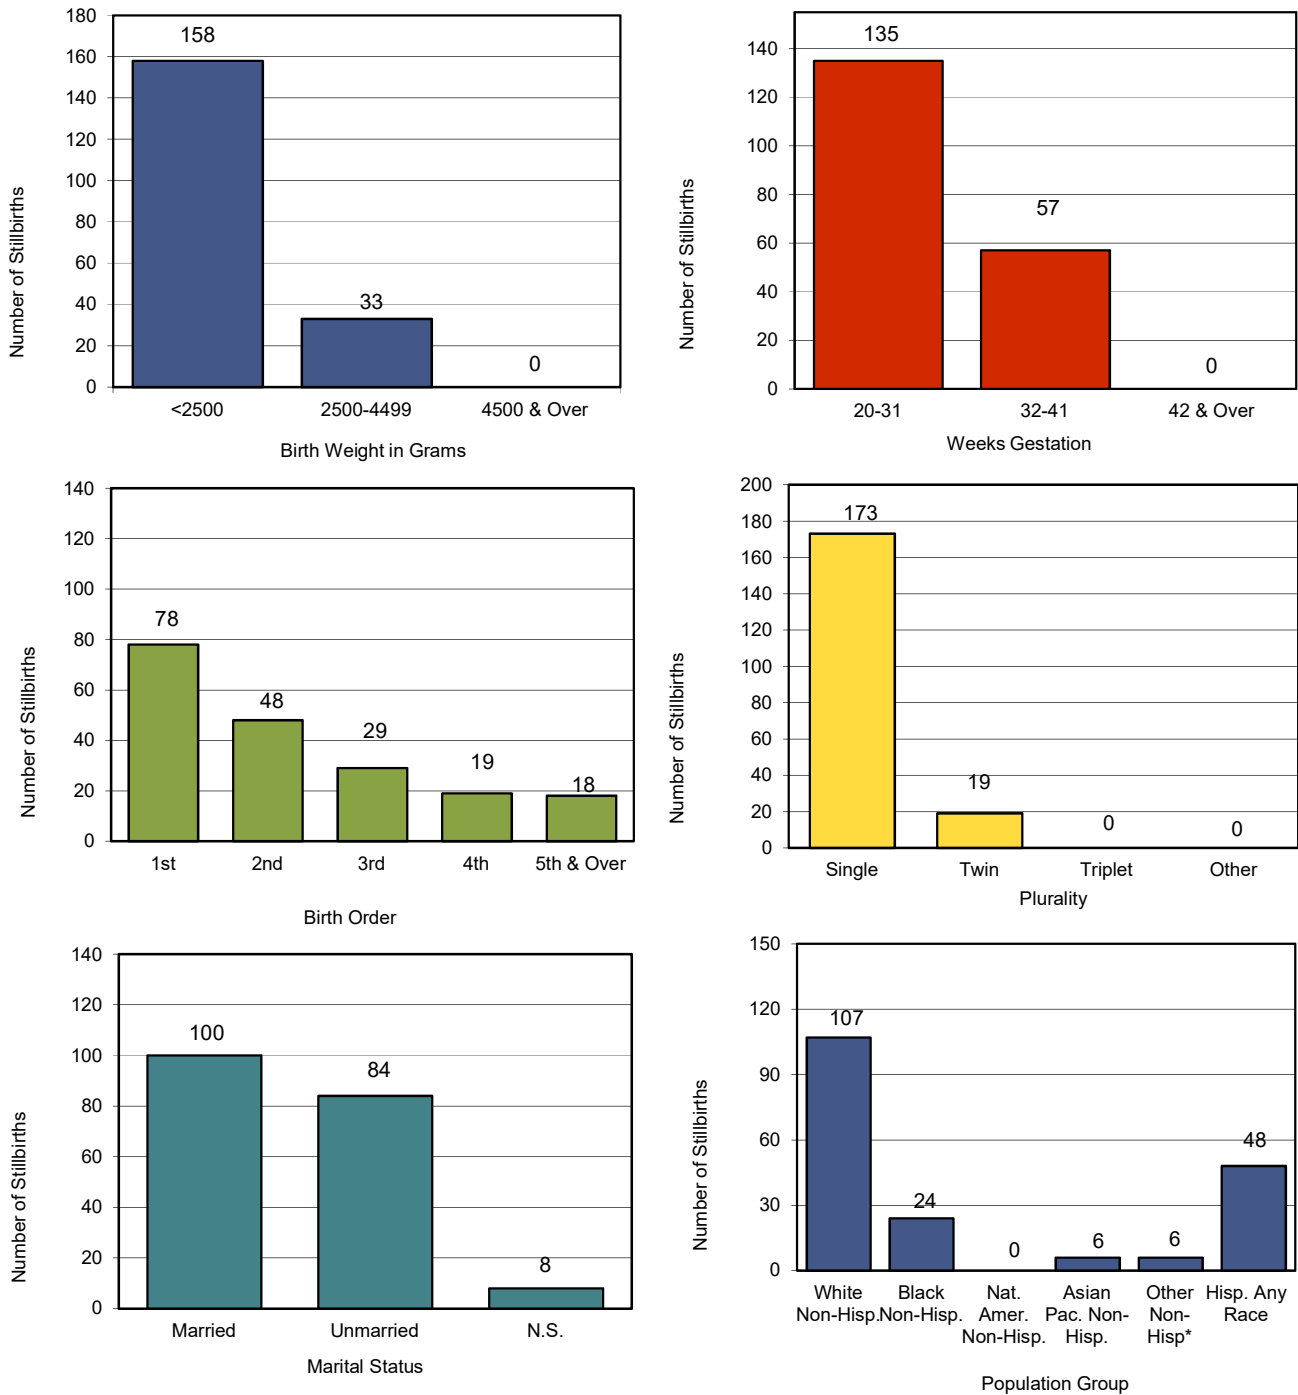 180
160
140
120
100
80
60
40
20
0
Number of Stillbirths
158
33
0
<2500 2500-4499 4500 & Over
Birth Weight in Grams
140
120
100
80
60
40
20
0
Number of Stillbirths
135
57
0
20-31 32-41 42 & Over
Weeks Gestation
140
120
100
80
60
40
20
0
Number of Stillbirths
78
48
29
19
18
1st 2nd 3rd 4th 5th & Over
Birth Order
200
180
160
140
120
100
80
60
40
20
0
Number of Stillbirths
173
19
0
0
Single Twin Triplet Other
Plurality
140
120
100
80
60
40
20
0
Number of Stillbirths
100
84
8
Married Unmarried N.S.
Marital Status
150
120
90
60
30
0
Number of Stillbirths
107
24
0
6
6
48
White
Non-Hisp.
Black
Non-Hisp.
Nat.
Amer.
Non-Hisp.
Asian
Pac. Non-
Hisp.
Other
Non-
Hisp*
Hisp. Any
Race
Population Group